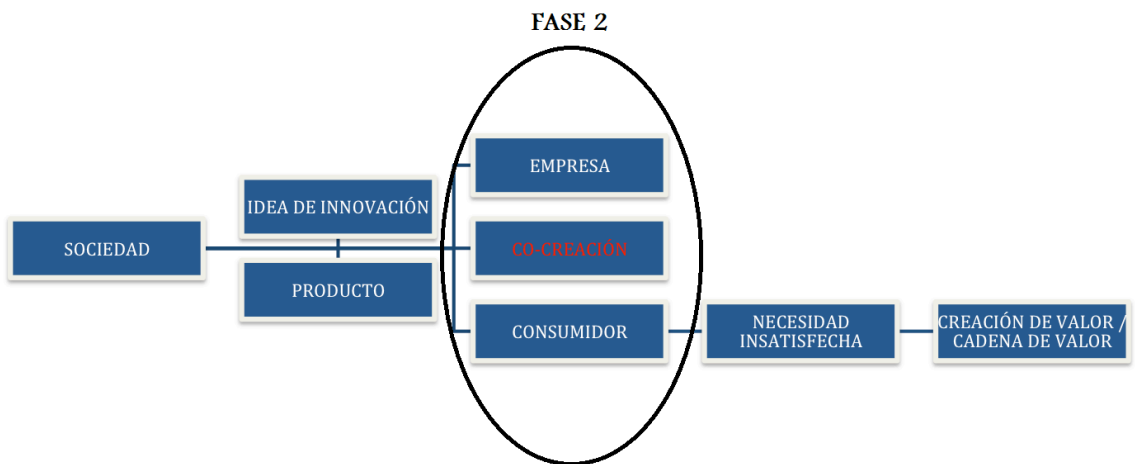 FASE 2
EMPRESA
IDEA DE INNOVACIÓN
SOCIEDAD
CO-CREACIÓN
PRODUCTO
CONSUMIDOR
NECESIDAD
INSATISFECHA
CREACIÓN DE VALOR /
CADENA DE VALOR